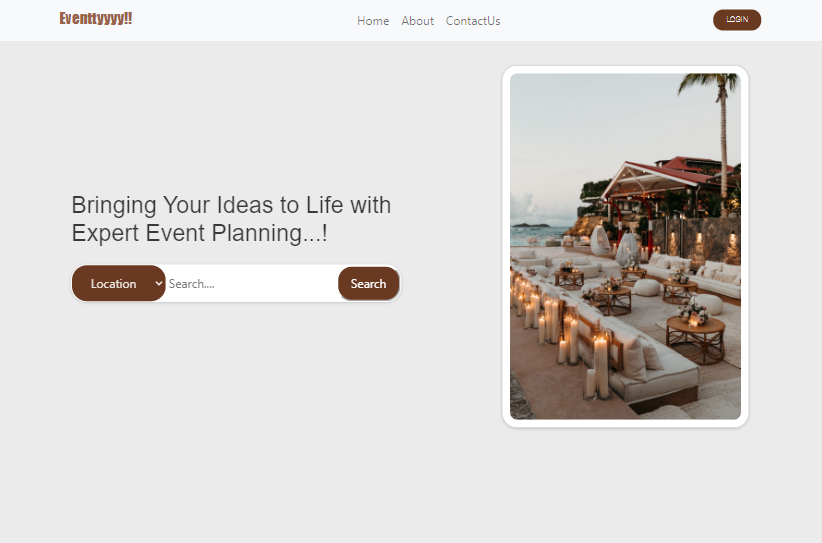 Eventtyyyy!!
Home About ContactUs
LOGIN
Bringing Your Ideas to Life with
Expert Event Planning...!
Location Search.... Search